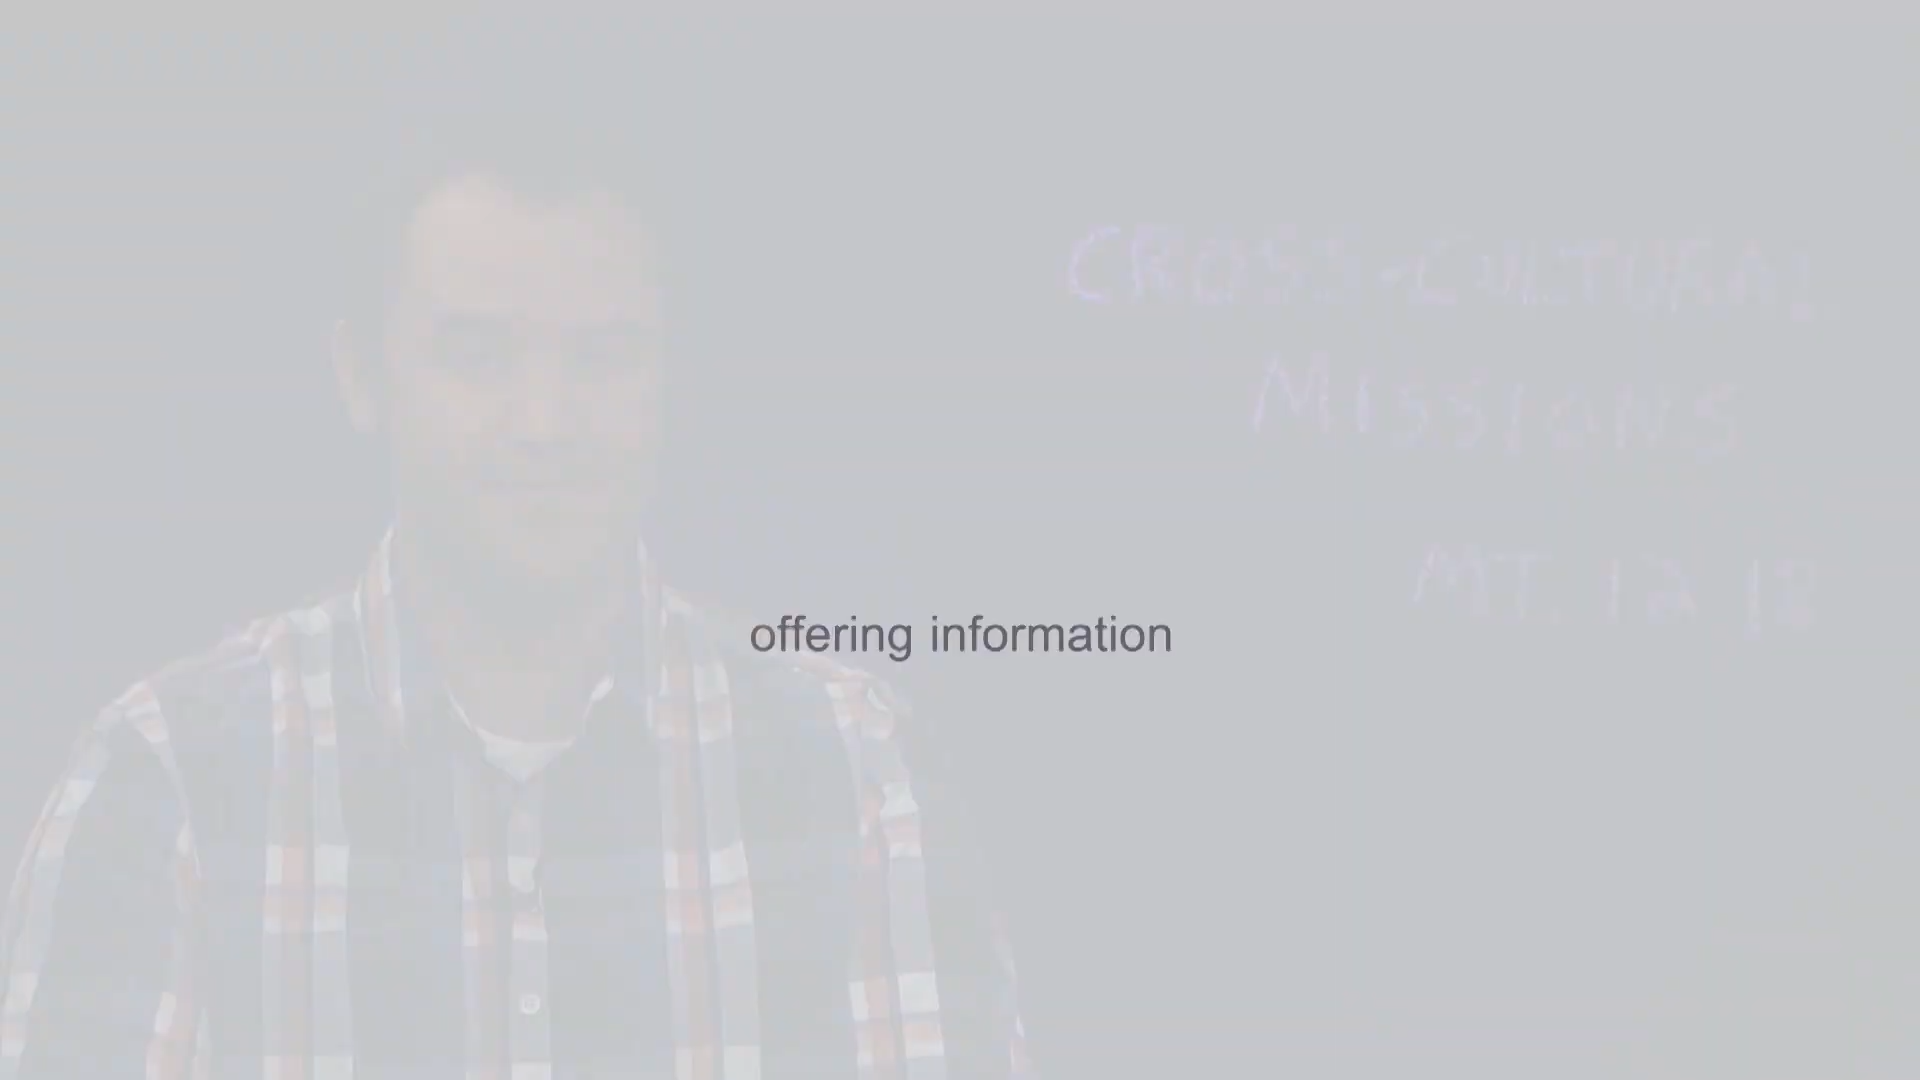 CROSS-CULTURAL
MISSIONS
MT. 12 18
offering information